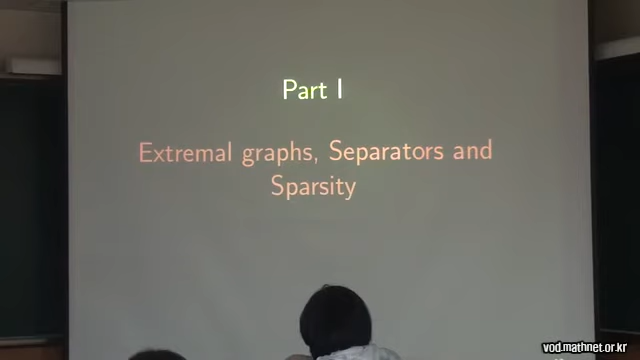 Part I
Extremal graphs, Separators and
Sparsity
vod.mathnet.or.kr